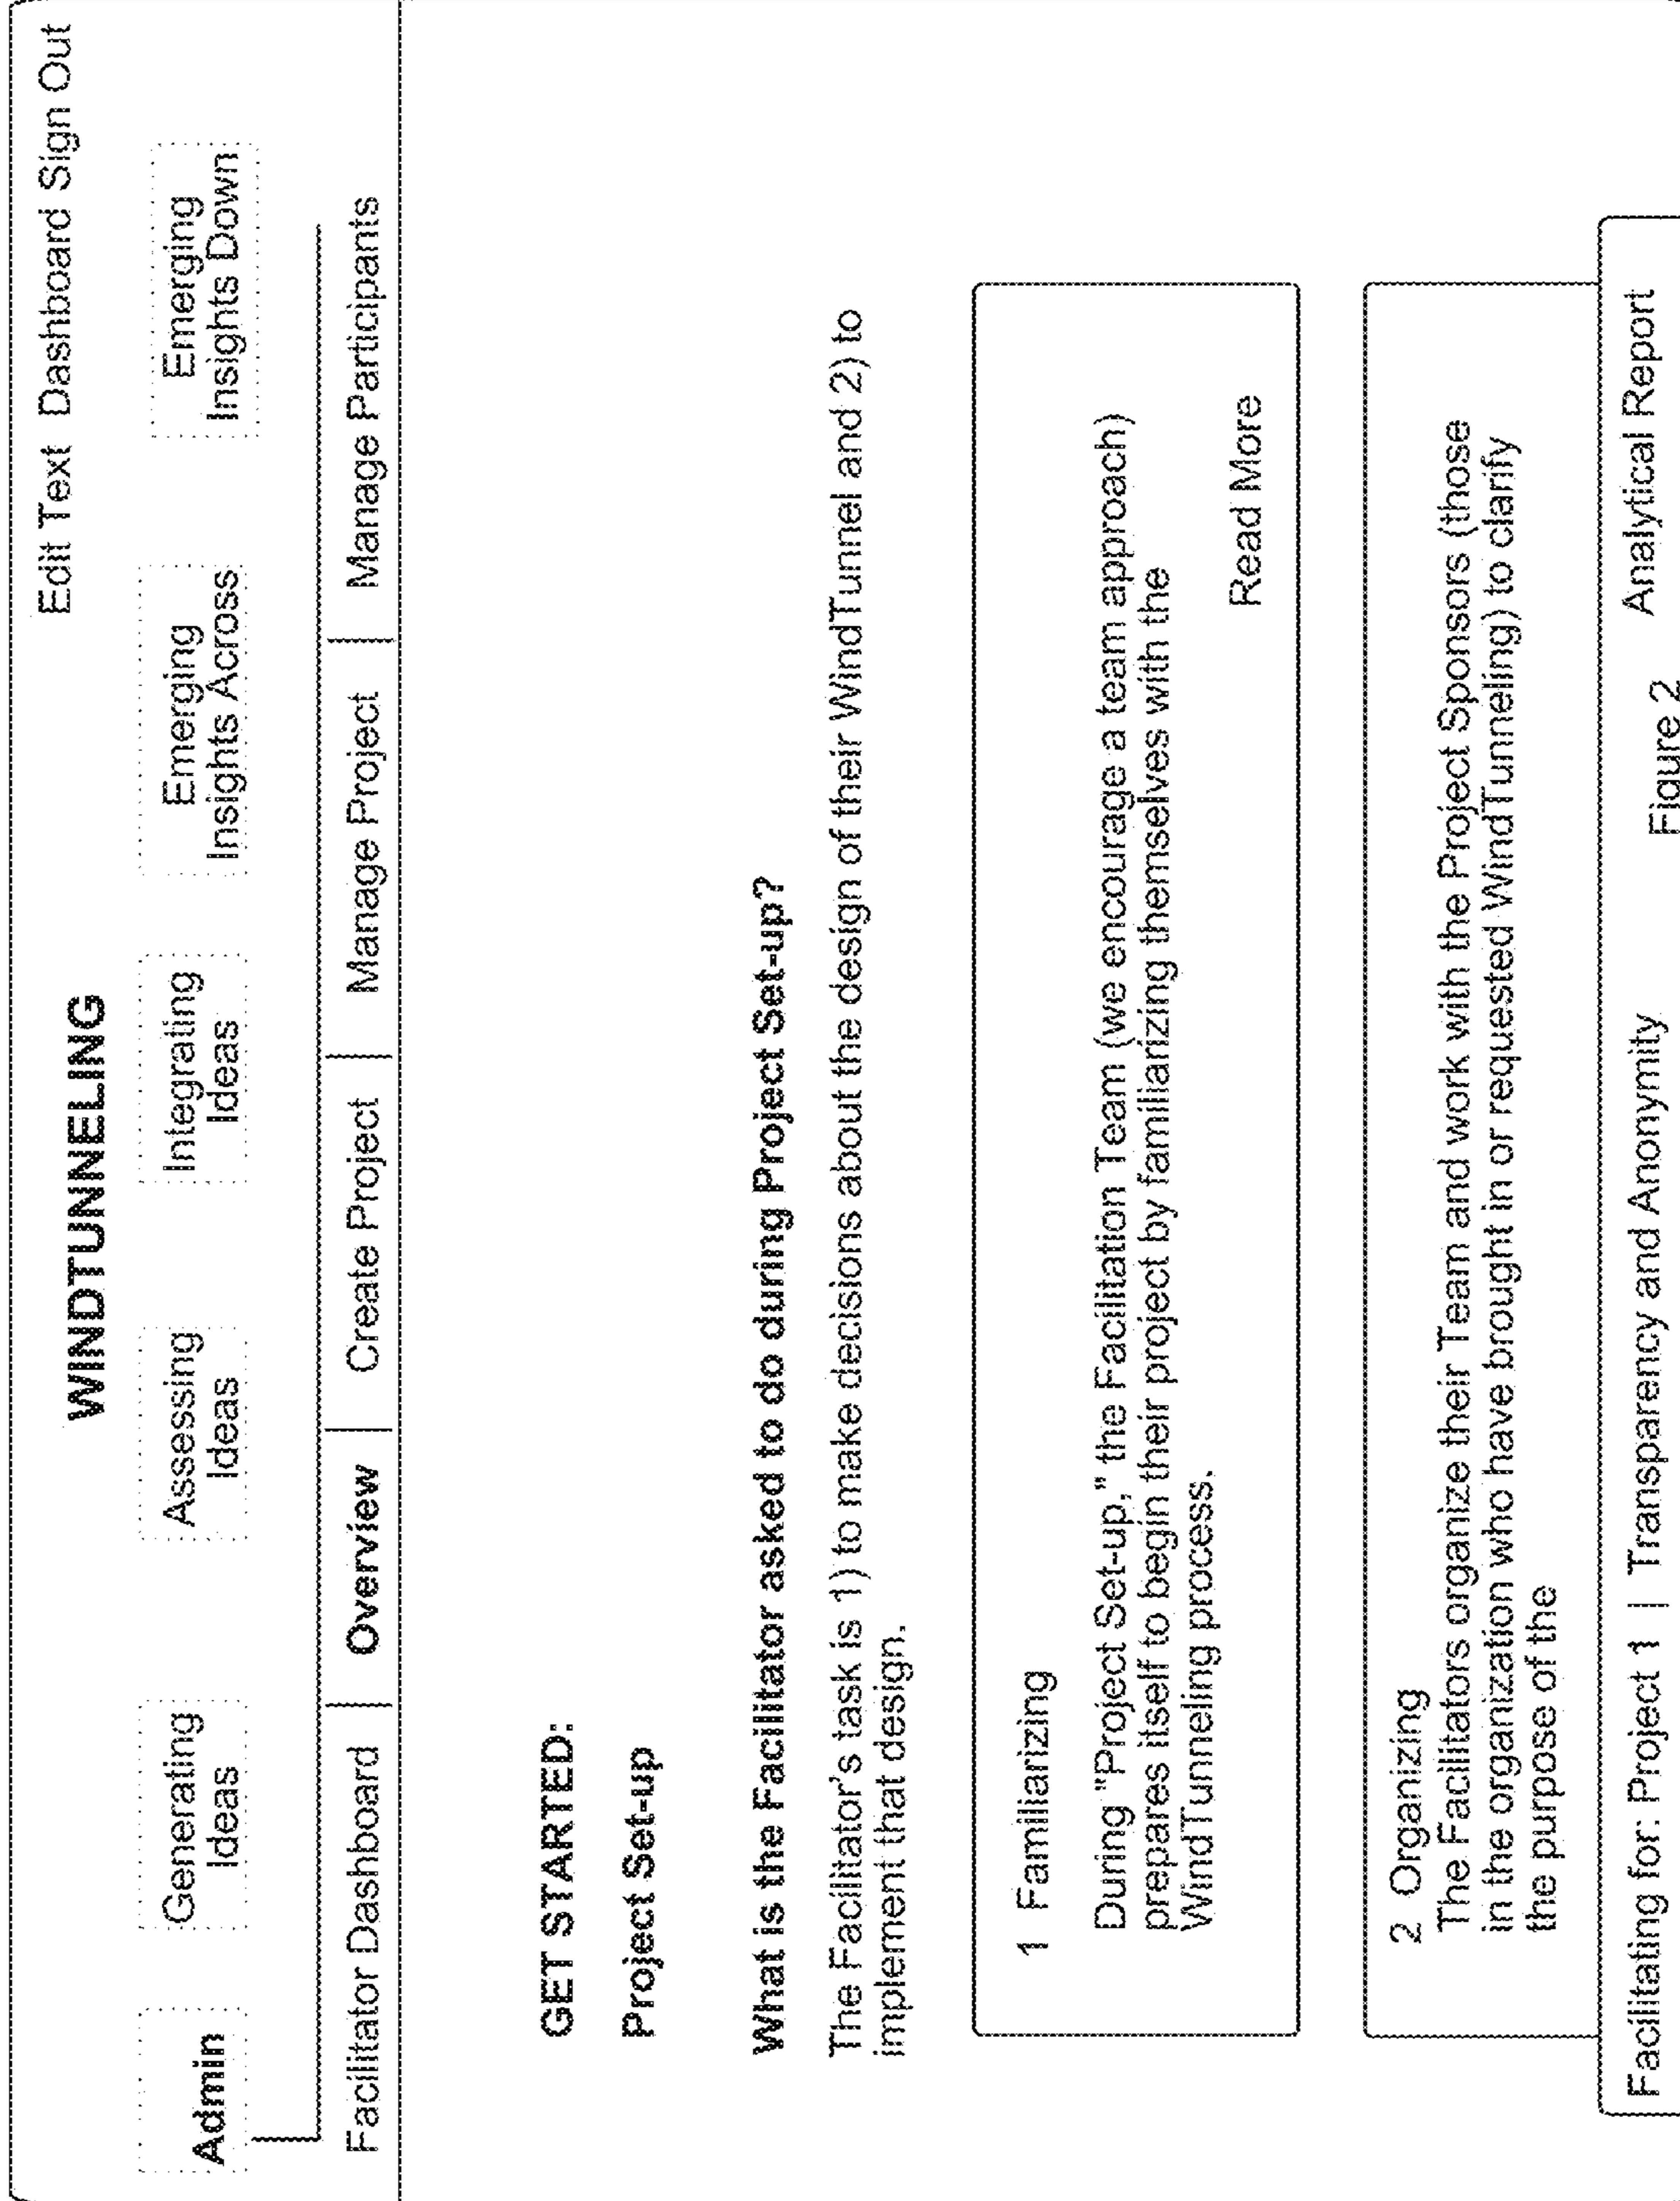 Edit Text Dashboard Sign Out
WINDTUNNELING
Admin
Generating
Ideas
Assessing
Ideas
Integrating
Ideas
Emerging
Insights Across
Emerging
Insights Down
Facilitator Dashboard | Overview | Create Project | Manage Project | Manage Participants
GET STARTED:
Project Set-up
What is the Facilitator asked to do during Project Set-up?
The Facilitator's task is 1) to make decisions about the design of their WindTunnel and 2) to
implement that design.
1 Familiarizing
During "Project Set-up," the Facilitation Team (we encourage a team approach)
prepares itself to begin their project by familiarizing themselves with the
WindTunneling process.
Read More
2 Organizing
The Facilitators organize their Team and work with the Project Sponsors (those
in the organization who have brought in or requested WindTunneling) to clarify
the purpose of the
Facilitating for: Project 1 | Transparency and Anonymity Analytical Report
Figure 2